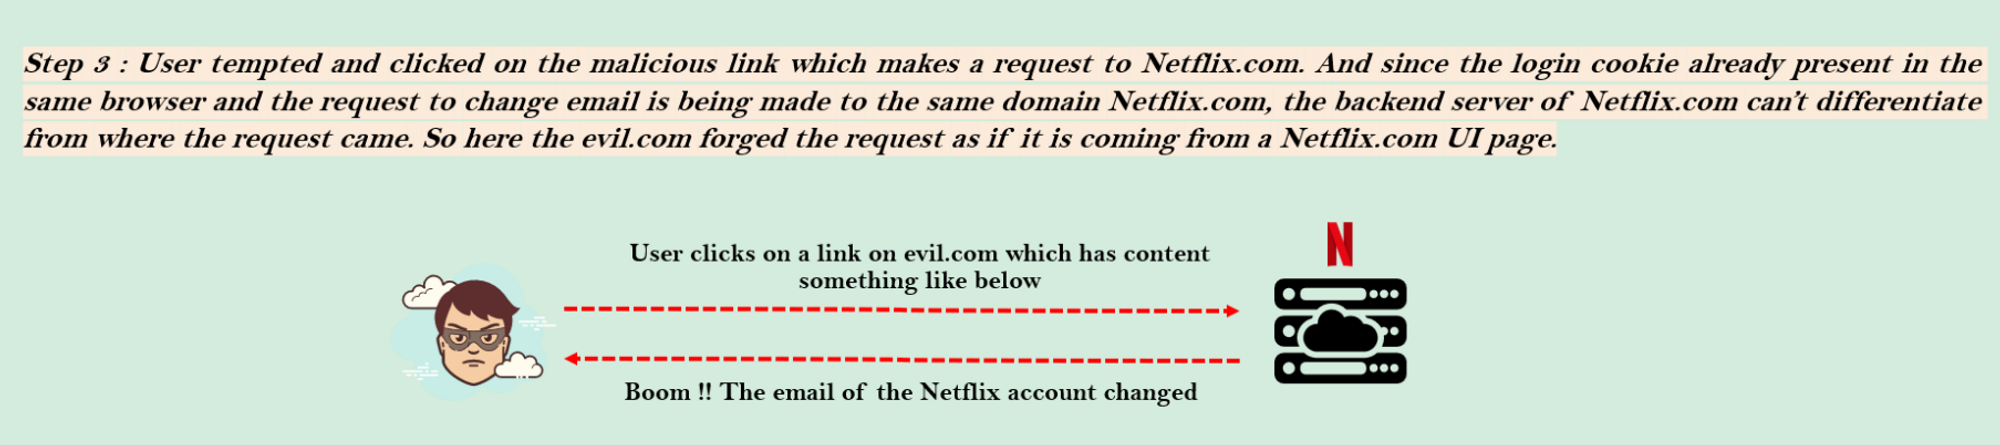 Step 3 : User tempted and clicked on the malicious link which makes a request to Netflix.com. And since the login cookie already present in the
same browser and the request to change email is being made to the same domain Netflix.com, the backend server of Netflix.com can't differentiate
from where the request came. So here the evil.com forged the request as if it is coming from a Netflix.com UI page.
N
User clicks on a link on evil.com which has content
something like below
Boom !! The email of the Netflix account changed